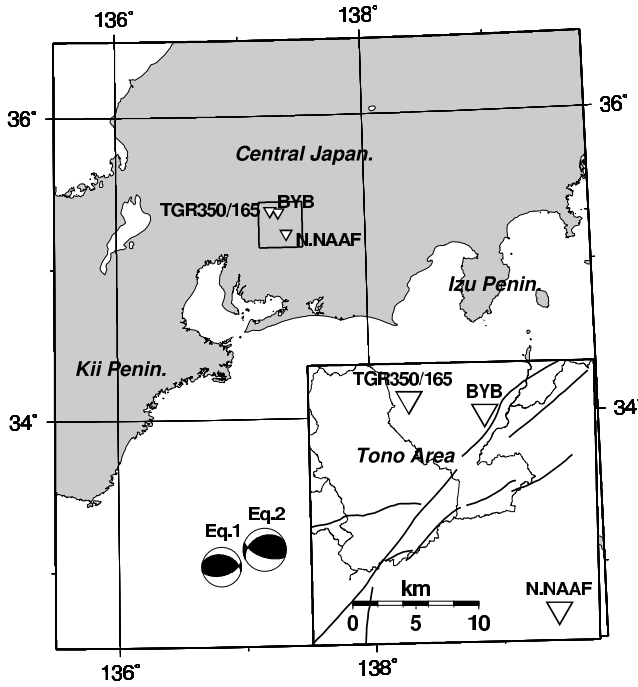 136°
138°
36°
36°
Central Japan.
TGR350/165
BYB
N.NAAF
Izu Penin.
Kii Penin.
TGR350/165
BYB
34°
34°
Tono Area
Eq.1
Eq.2
km
N.NAAF
0 5 10
136°
138°